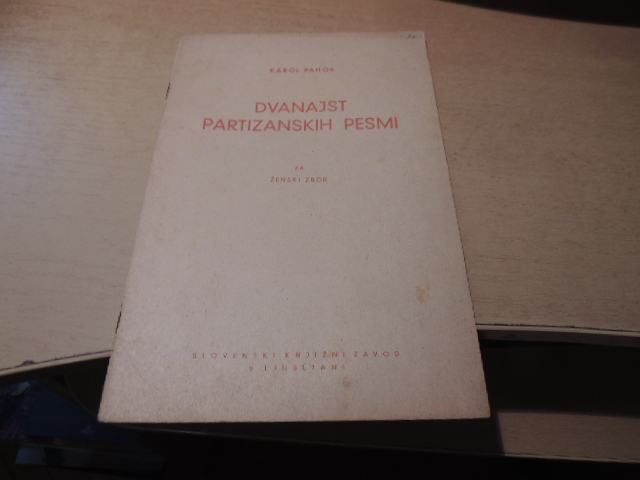 KAROL PAHOR
DVANAJST
PARTIZANSKIH PESMI
ZA
ŽENSKI ZBOR
SLOVENSKI KNJIŽNI ZAVOD
V LJUBLJANI